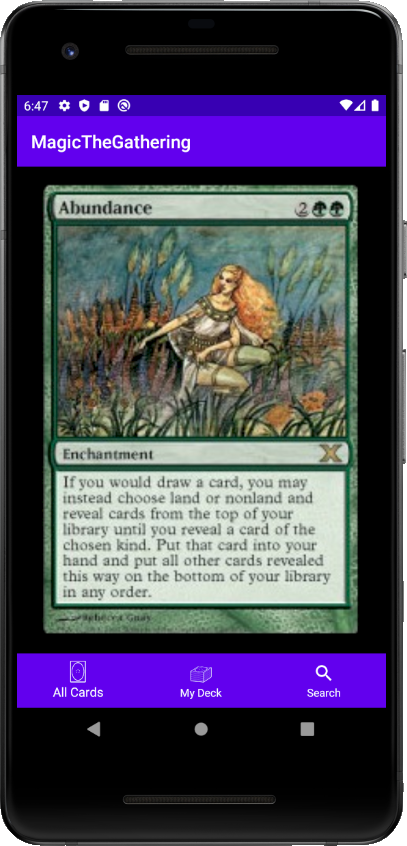 6:47
MagicTheGathering
Abundance 2
Enchantment X
If you would draw a card, you may
instead choose land or nonland and
reveal cards from the top of your
library until you reveal a card of the
chosen kind. Put that card into your
hand and put all other cards revealed
this way on the bottom of your library
in any order.
Rebecca Guay
All Cards
My Deck
Search